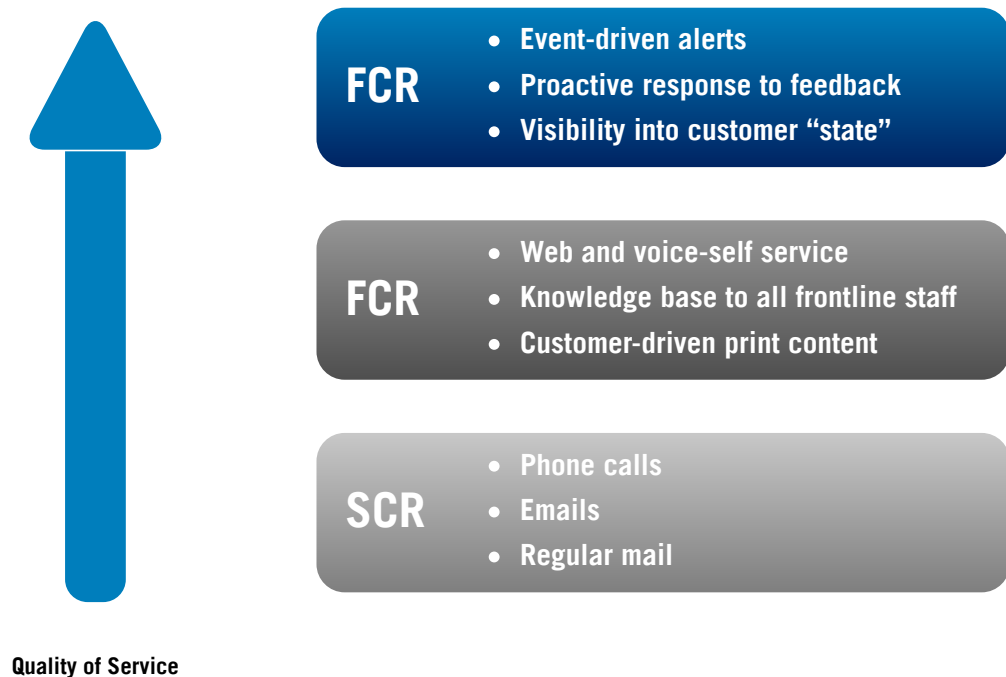 FCR
• Event-driven alerts
• Proactive response to feedback
• Visibility into customer “state”
FCR
• Web and voice-self service
• Knowledge base to all frontline staff
• Customer-driven print content
SCR
• Phone calls
• Emails
• Regular mail
Quality of Service